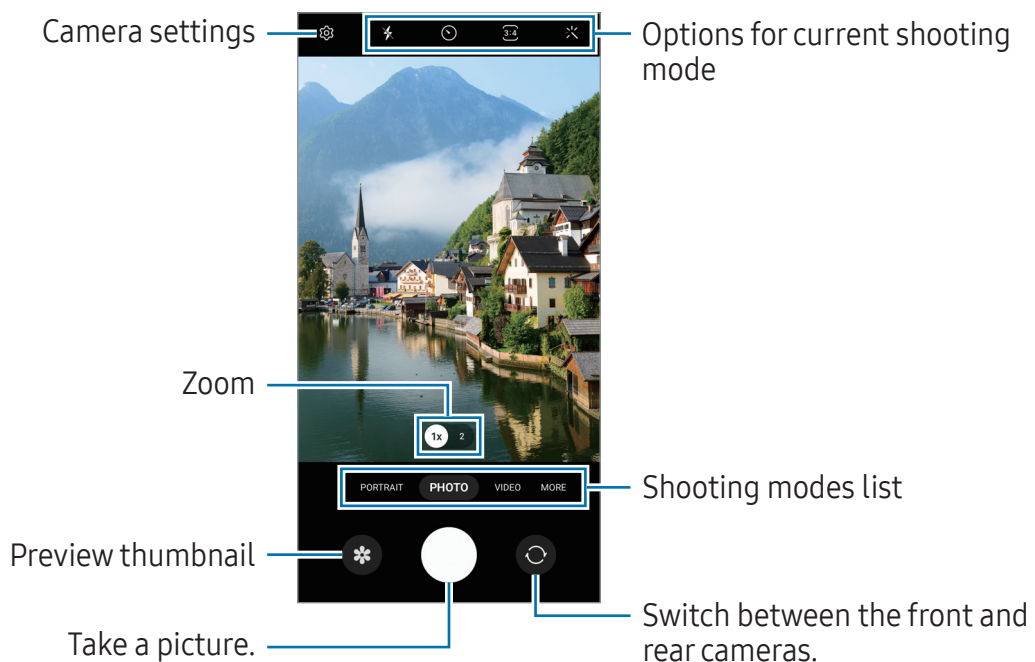 Camera settings
3:4
Options for current shooting
mode
Zoom
1x 2
PORTRAIT PHOTO VIDEO MORE
Shooting modes list
Preview thumbnail
Take a picture.
Switch between the front and
rear cameras.